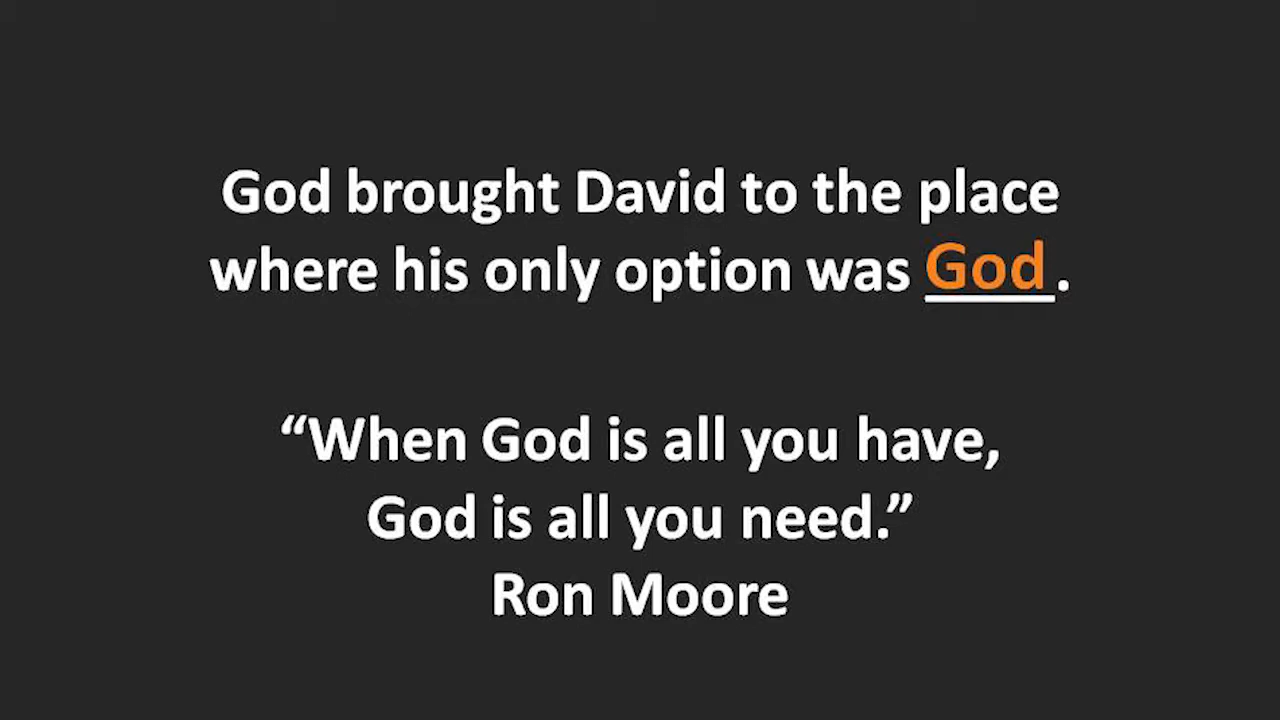 God brought David to the place
where his only option was God.
“When God is all you have,
God is all you need.”
Ron Moore